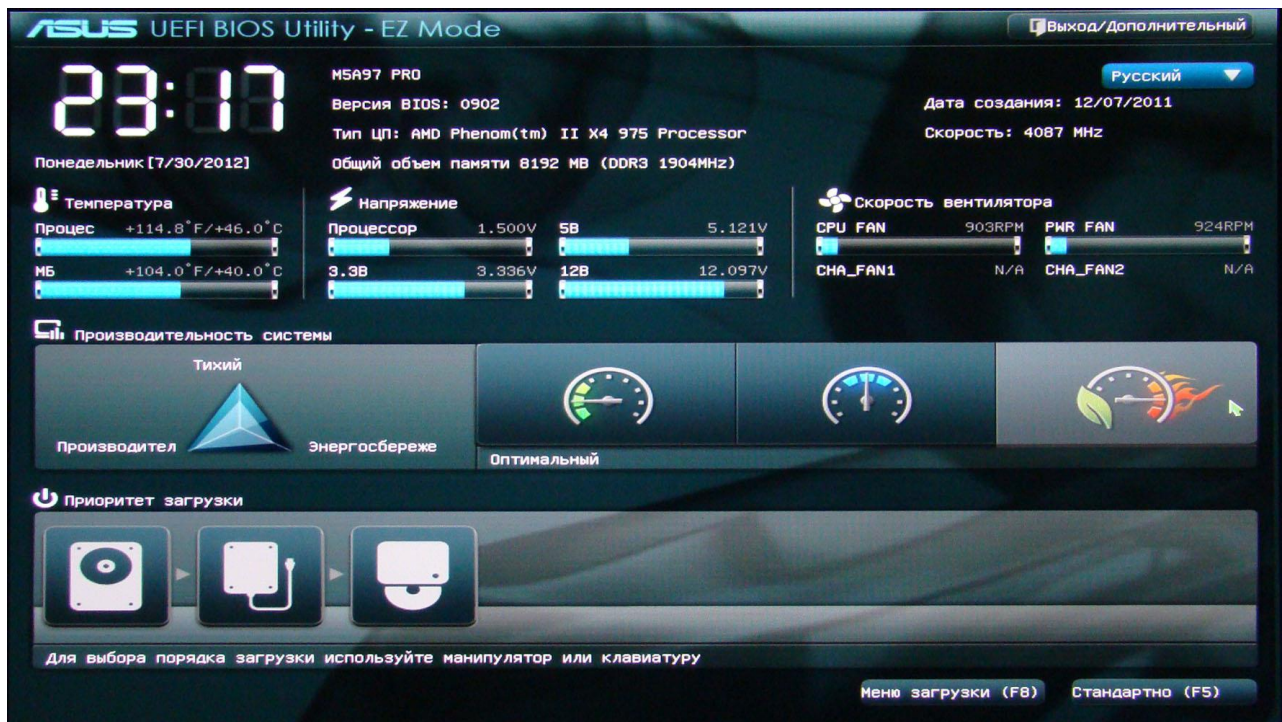 ASUS UEFI BIOS Utility - EZ Mode
Выход/Дополнительный
23:17
Понедельник[7/30/2012]
M5A97 PRO
Версия BIOS: 0902
Тип ЦП: AMD Phenom(tm) II X4 975 Processor
Общий объем памяти 8192 MB (DDR3 1904MHz)
Русский
Дата создания: 12/07/2011
Скорость: 4087 MHz
Температура
Процес +114.8°F/+46.0°C
МБ +104.0°F/+40.0°C
Напряжение
Процессор 1.500V 5В 5.121V
3.3В 3.336V 12В 12.097V
Скорость вентилятора
CPU FAN 903RPM PWR FAN 924RPM
CHA_FAN1 N/A CHA_FAN2 N/A
Производительность системы
Тихий
Производител
Энергосбереже
Оптимальный
Приоритет загрузки
Для выбора порядка загрузки используйте манипулятор или клавиатуру
Меню загрузки (F8)
Стандартно (F5)